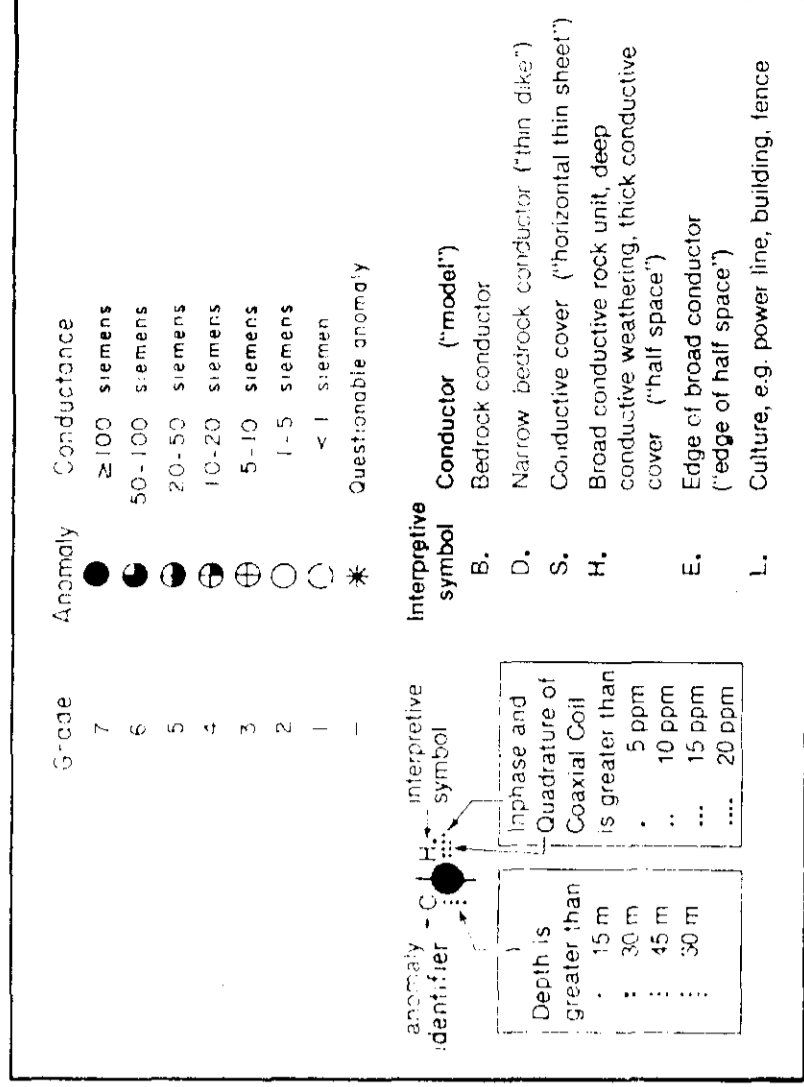 Grade Anomaly Conductance
7 ≥100 siemens
6 50-100 siemens
5 20-50 siemens
4 10-20 siemens
3 5-10 siemens
2 1-5 siemens
1 <1 siemen
— Questionable anomaly
anomaly identifier
C
H.
interpretive symbol
Depth is
greater than
. 15 m
: 30 m
45 m
Inphase and
Quadrature of
Coaxial Coil
is greater than
. 5 ppm
.. 10 ppm
... 15 ppm
.... 20 ppm
Interpretive
symbol Conductor ("model")
B. Bedrock conductor
D. Narrow bedrock conductor ("thin dike")
S. Conductive cover ("horizontal thin sheet")
H. Broad conductive rock unit, deep
conductive weathering, thick conductive
cover ("half space")
E. Edge of broad conductor
("edge of half space")
L. Culture, e.g. power line, building, fence